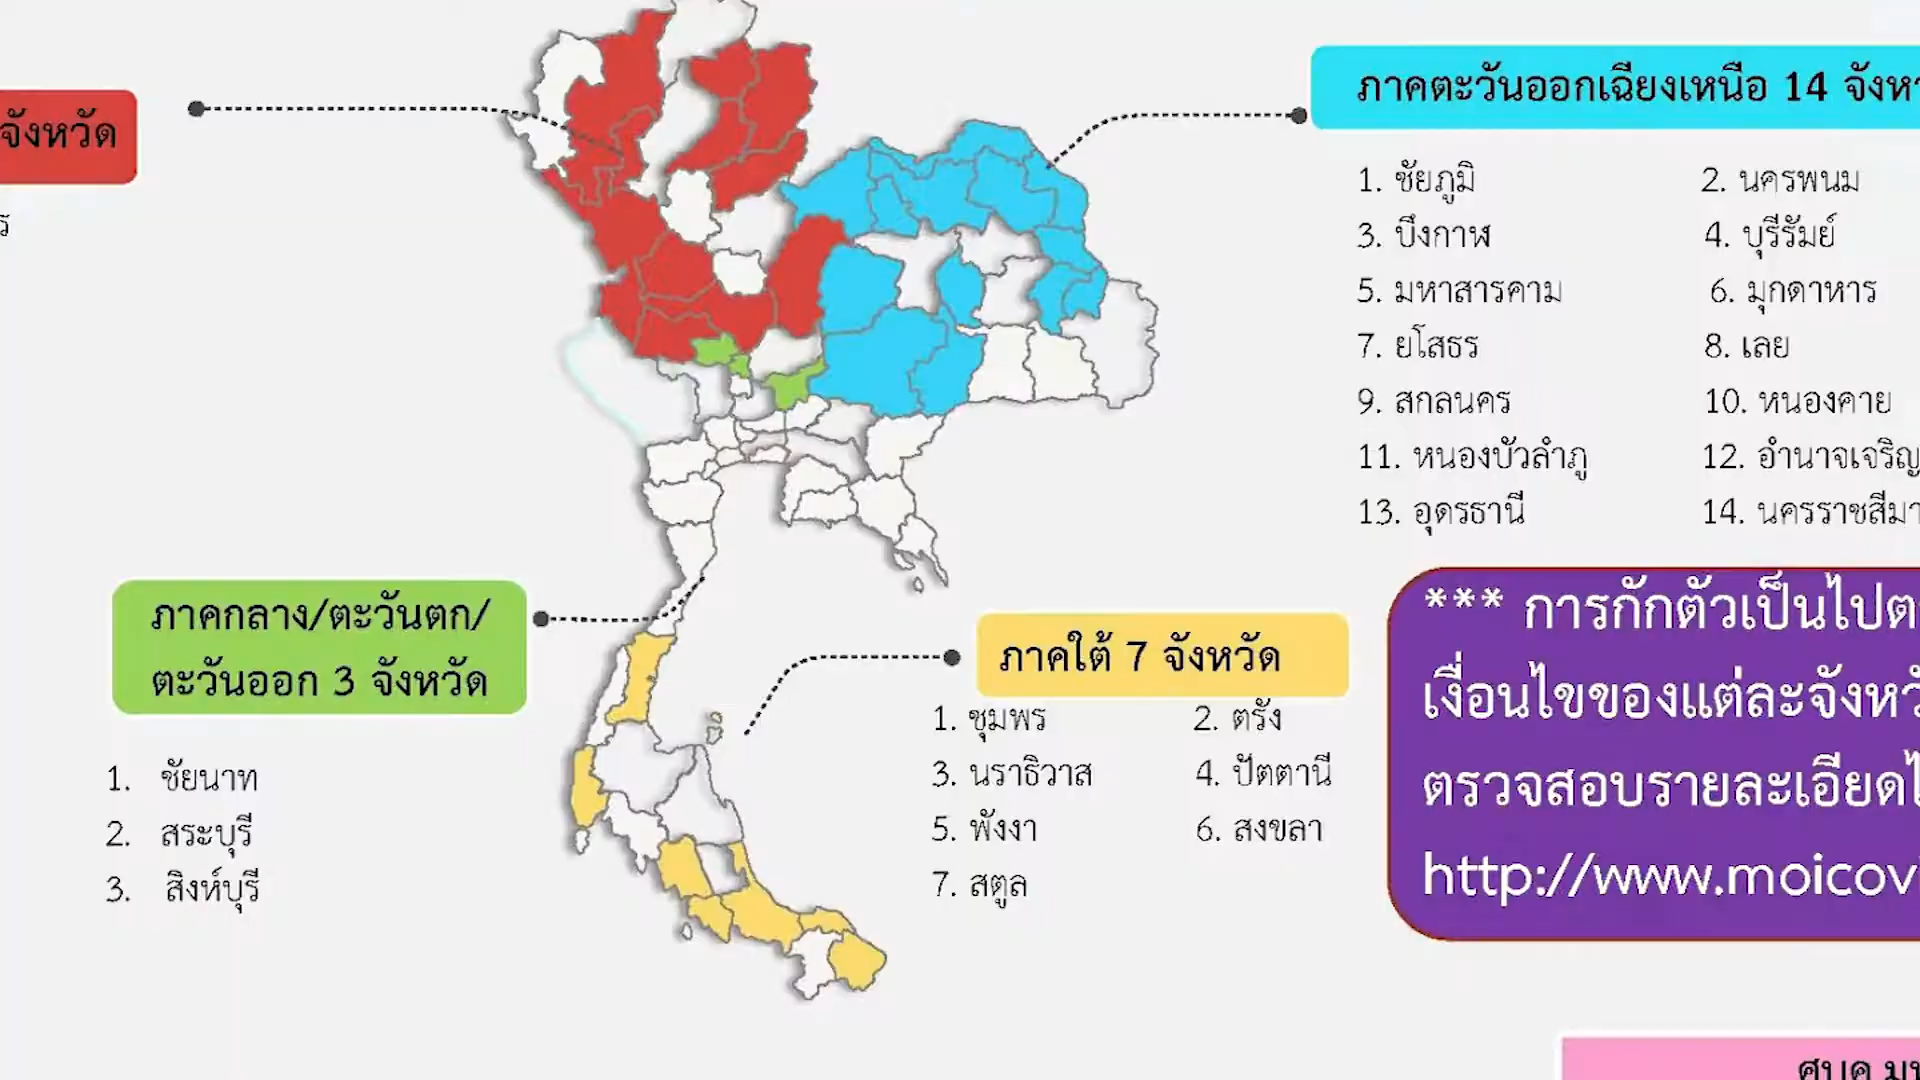 จังหวัด
ร
ภาคตะวันออกเฉียงเหนือ 14 จังห
1. ชัยภูมิ 2. นครพนม
3. บึงกาฬ 4. บุรีรัมย์
5. มหาสารคาม 6. มุกดาหาร
7. ยโสธร 8. เลย
9. สกลนคร 10. หนองคาย
11. หนองบัวลำภู 12. อำนาจเจริญ
13. อุดรธานี 14. นครราชสีมา
ภาคกลาง/ตะวันตก/
ตะวันออก 3 จังหวัด
1. ชัยนาท
2. สระบุรี
3. สิงห์บุรี
ภาคใต้ 7 จังหวัด
1. ชุมพร 2. ตรัง
3. นราธิวาส 4. ปัตตานี
5. พังงา 6. สงขลา
7. สตูล
*** การกักตัวเป็นไปต
เงื่อนไขของแต่ละจังหวั
ตรวจสอบรายละเอียดไ
http://www.moicov
ศบค.มท